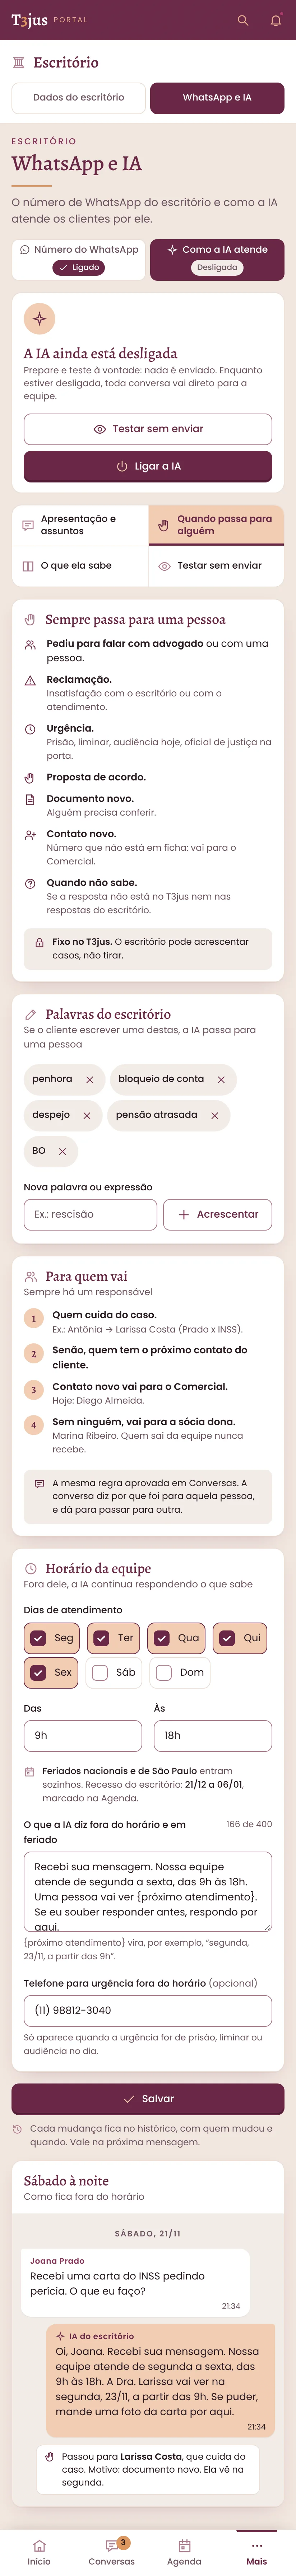 T3jus PORTAL
Escritório
Dados do escritório
WhatsApp e IA
ESCRITÓRIO
WhatsApp e IA
O número de WhatsApp do escritório e como a IA
atende os clientes por ele.
Número do WhatsApp
Ligado
Como a IA atende
Desligada
A IA ainda está desligada
Prepare e teste à vontade: nada é enviado. Enquanto
estiver desligada, toda conversa vai direto para a
equipe.
Testar sem enviar
Ligar a IA
Apresentação e
assuntos
Quando passa para
alguém
O que ela sabe
Testar sem enviar
Sempre passa para uma pessoa
Pediu para falar com advogado ou com uma
pessoa.
Reclamação.
Insatisfação com o escritório ou com o
atendimento.
Urgência.
Prisão, liminar, audiência hoje, oficial de justiça na
porta.
Proposta de acordo.
Documento novo.
Alguém precisa conferir.
Contato novo.
Número que não está em ficha: vai para o
Comercial.
Quando não sabe.
Se a resposta não está no T3jus nem nas
respostas do escritório.
Fixo no T3jus. O escritório pode acrescentar
casos, não tirar.
Palavras do escritório
Se o cliente escrever uma destas, a IA passa para
uma pessoa
penhora
bloqueio de conta
despejo
pensão atrasada
BO
Nova palavra ou expressão
Ex.: rescisão
Acrescentar
Para quem vai
Sempre há um responsável
1
Quem cuida do caso.
Ex.: Antônia → Larissa Costa (Prado x INSS).
2
Senão, quem tem o próximo contato do
cliente.
3
Contato novo vai para o Comercial.
Hoje: Diego Almeida.
4
Sem ninguém, vai para a sócia dona.
Marina Ribeiro. Quem sai da equipe nunca
recebe.
A mesma regra aprovada em Conversas. A
conversa diz por que foi para aquela pessoa,
e dá para passar para outra.
Horário da equipe
Fora dele, a IA continua respondendo o que sabe
Dias de atendimento
Seg
Ter
Qua
Qui
Sex
Sáb
Dom
Das
Às
9h
18h
Feriados nacionais e de São Paulo entram
sozinhos. Recesso do escritório: 21/12 a 06/01,
marcado na Agenda.
O que a IA diz fora do horário e em
feriado
166 de 400
Recebi sua mensagem. Nossa equipe
atende de segunda a sexta, das 9h às 18h.
Uma pessoa vai ver {próximo atendimento}.
Se eu souber responder antes, respondo por
aqui.
{próximo atendimento} vira, por exemplo, “segunda,
23/11, a partir das 9h”.
Telefone para urgência fora do horário (opcional)
(11) 98812-3040
Só aparece quando a urgência for de prisão, liminar ou
audiência no dia.
Salvar
Cada mudança fica no histórico, com quem mudou e
quando. Vale na próxima mensagem.
Sábado à noite
Como fica fora do horário
SÁBADO, 21/11
Joana Prado
Recebi uma carta do INSS pedindo
perícia. O que eu faço?
21:34
IA do escritório
Oi, Joana. Recebi sua mensagem. Nossa
equipe atende de segunda a sexta, das
9h às 18h. A Dra. Larissa vai ver na
segunda, 23/11, a partir das 9h. Se puder,
mande uma foto da carta por aqui.
21:34
Passou para Larissa Costa, que cuida do
caso. Motivo: documento novo. Ela vê na
segunda.
3
Início
Conversas
Agenda
Mais